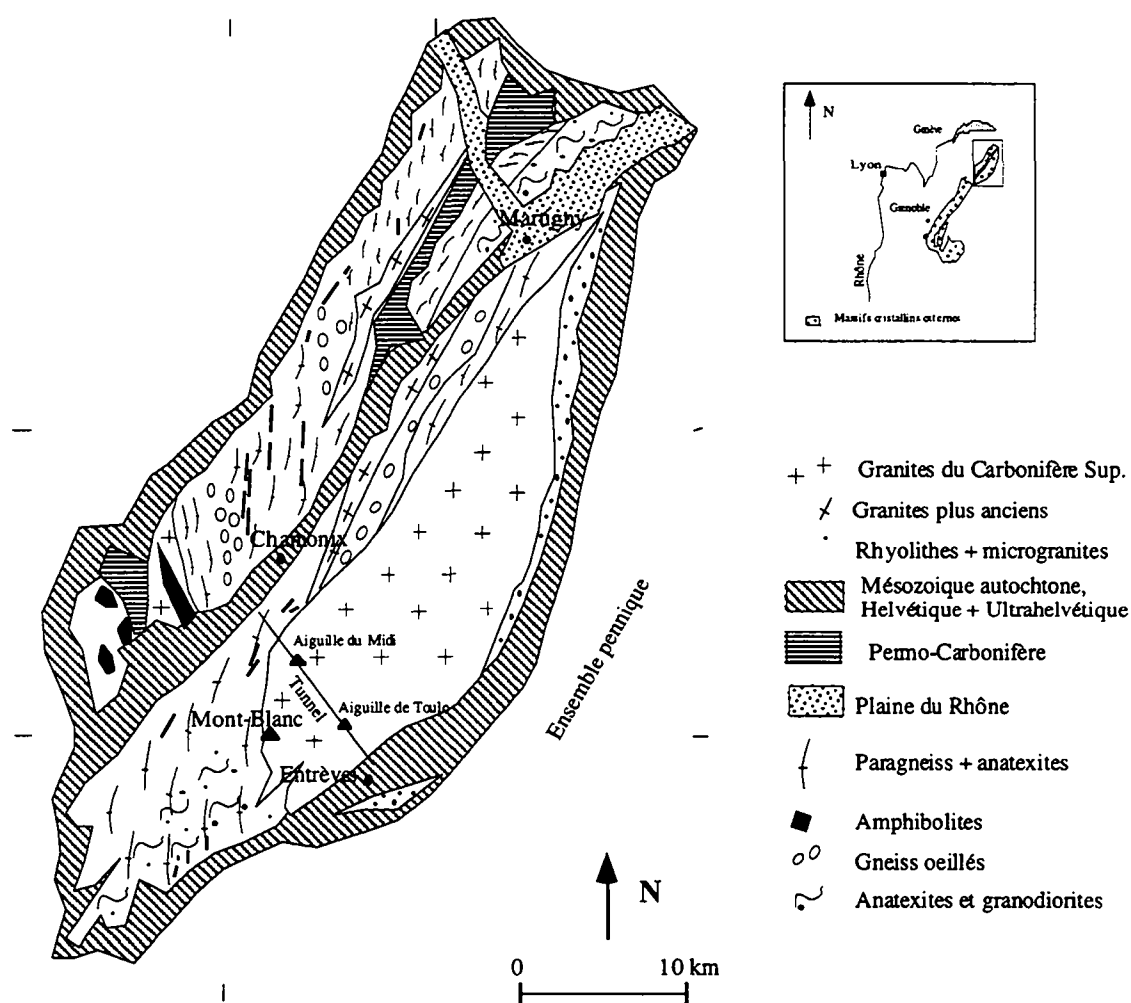 Martigny
Chamonix
Aiguille du Midi
Tunnel
Mont-Blanc
Aiguille de Toulo
Entrèves
Ensemble pennique
N
0 10 km
N
Genève
Lyon
Grenoble
Rhône
Massifs cristallins externes
Granites du Carbonifère Sup.
Granites plus anciens
Rhyolithes + microgranites
Mésozoique autochtone,
Helvétique + Ultrahelvétique
Permo-Carbonifère
Plaine du Rhône
Paragneiss + anatexites
Amphibolites
Gneiss oeillés
Anatexites et granodiorites